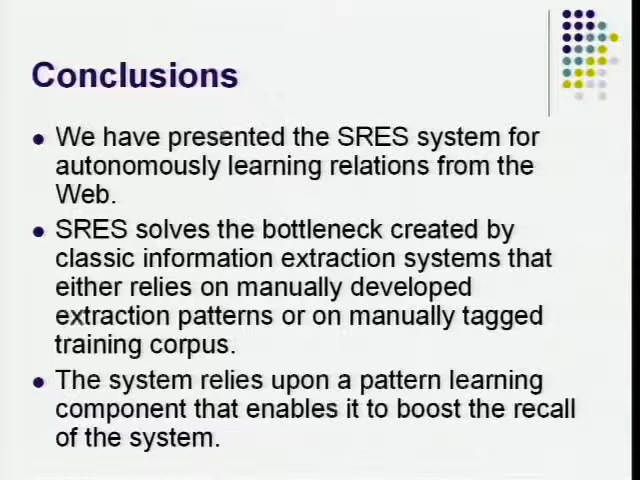 Conclusions
We have presented the SRES system for
autonomously learning relations from the
Web.
SRES solves the bottleneck created by
classic information extraction systems that
either relies on manually developed
extraction patterns or on manually tagged
training corpus.
The system relies upon a pattern learning
component that enables it to boost the recall
of the system.